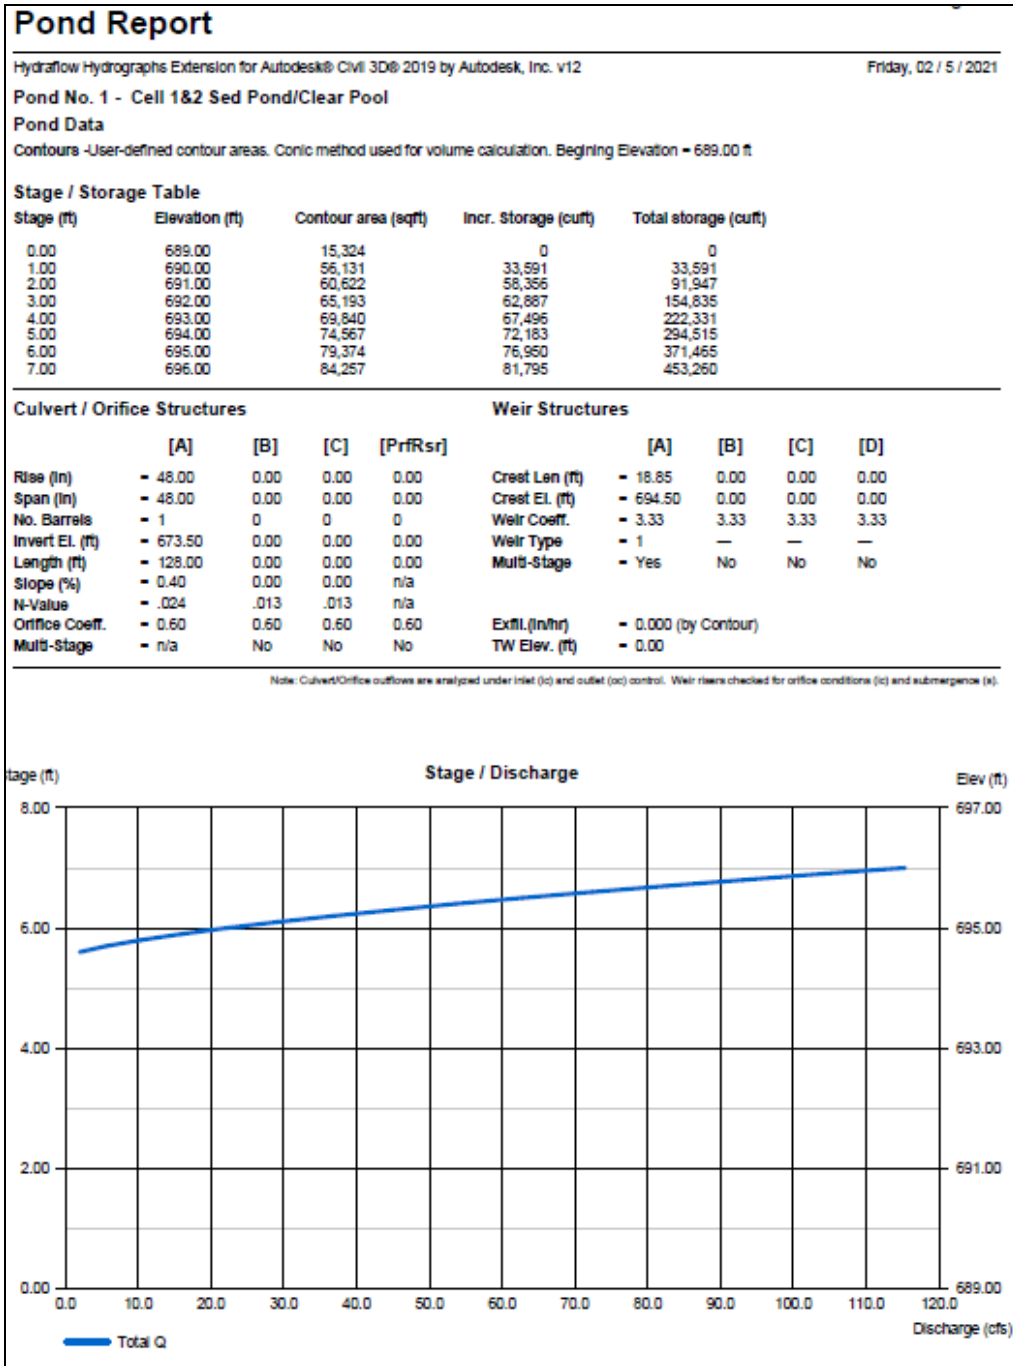 Pond Report
Hydraflow Hydrographs Extension for Autodesk® Civil 3D® 2019 by Autodesk, Inc. v12 Friday, 02 / 5 / 2021
Pond No. 1 - Cell 1&2 Sed Pond/Clear Pool
Pond Data
Contours -User-defined contour areas. Conic method used for volume calculation. Begining Elevation = 689.00 ft
Stage / Storage Table
Stage (ft) Elevation (ft) Contour area (sqft) Incr. Storage (cuft) Total storage (cuft)
0.00 689.00 15,324 0 0
1.00 690.00 56,131 33,591 33,591
2.00 691.00 60,622 58,356 91,947
3.00 692.00 65,193 62,887 154,835
4.00 693.00 69,840 67,496 222,331
5.00 694.00 74,567 72,183 294,515
6.00 695.00 79,374 76,950 371,465
7.00 696.00 84,257 81,795 453,260
Culvert / Orifice Structures Weir Structures
[A] [B] [C] [PrfRsr] [A] [B] [C] [D]
Rise (in) = 48.00 0.00 0.00 0.00 Crest Len (ft) = 18.85 0.00 0.00 0.00
Span (in) = 48.00 0.00 0.00 0.00 Crest El. (ft) = 694.50 0.00 0.00 0.00
No. Barrels = 1 0 0 0 Weir Coeff. = 3.33 3.33 3.33 3.33
Invert El. (ft) = 673.50 0.00 0.00 0.00 Weir Type = 1 --- --- ---
Length (ft) = 128.00 0.00 0.00 0.00 Multi-Stage = Yes No No No
Slope (%) = 0.40 0.00 0.00 n/a
N-Value = .024 .013 .013 n/a
Orifice Coeff. = 0.60 0.60 0.60 0.60 Exfil.(in/hr) = 0.000 (by Contour)
Multi-Stage = n/a No No No TW Elev. (ft) = 0.00
Note: Culvert/Orifice outflows are analyzed under inlet (ic) and outlet (oc) control. Weir risers checked for orifice conditions (ic) and submergence (s).
tage (ft) Stage / Discharge Elev (ft)
8.00 697.00
6.00 695.00
4.00 693.00
2.00 691.00
0.00 689.00
0.0 10.0 20.0 30.0 40.0 50.0 60.0 70.0 80.0 90.0 100.0 110.0 120.0
Discharge (cfs)
Total Q